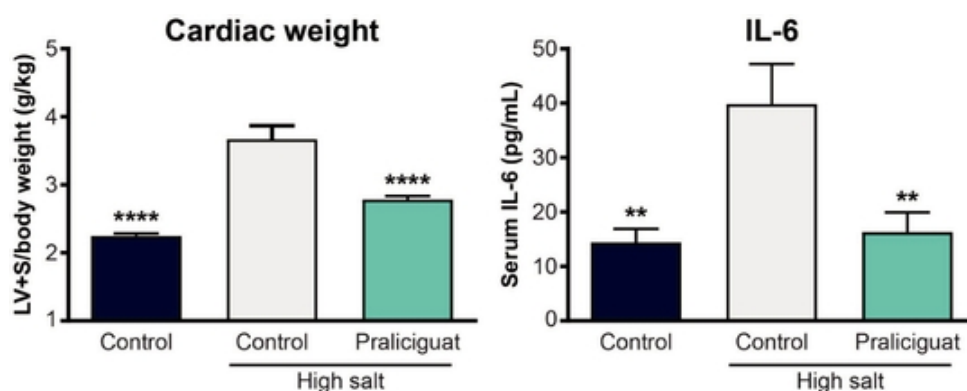 Cardiac weight
LV+S/body weight (g/kg)
5
4
3
2
1
****
****
Control
Control
Praliciguat
High salt
IL-6
Serum IL-6 (pg/mL)
50
40
30
20
10
0
**
**
Control
Control
Praliciguat
High salt